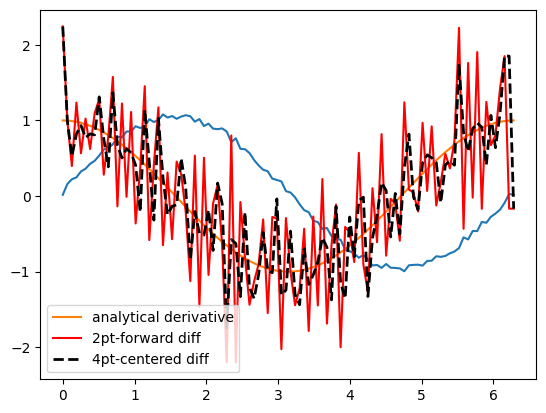 2
1
0
−1
−2
analytical derivative
2pt-forward diff
4pt-centered diff
0 1 2 3 4 5 6